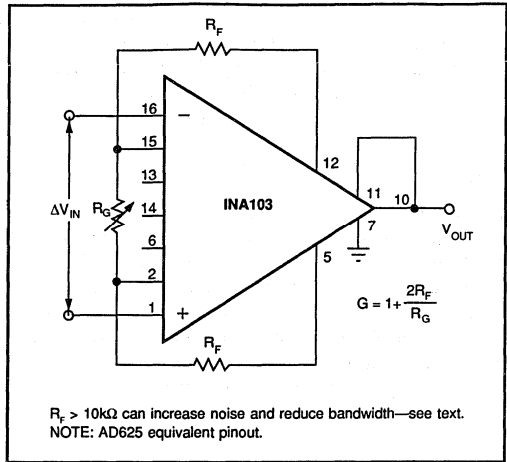 R_F
16
−
15
12
13
11
ΔV_IN
R_G
14
INA103
10
6
7
V_OUT
2
5
G = 1+ 2R_F / R_G
1
+
R_F
R_F > 10kΩ can increase noise and reduce bandwidth—see text.
NOTE: AD625 equivalent pinout.